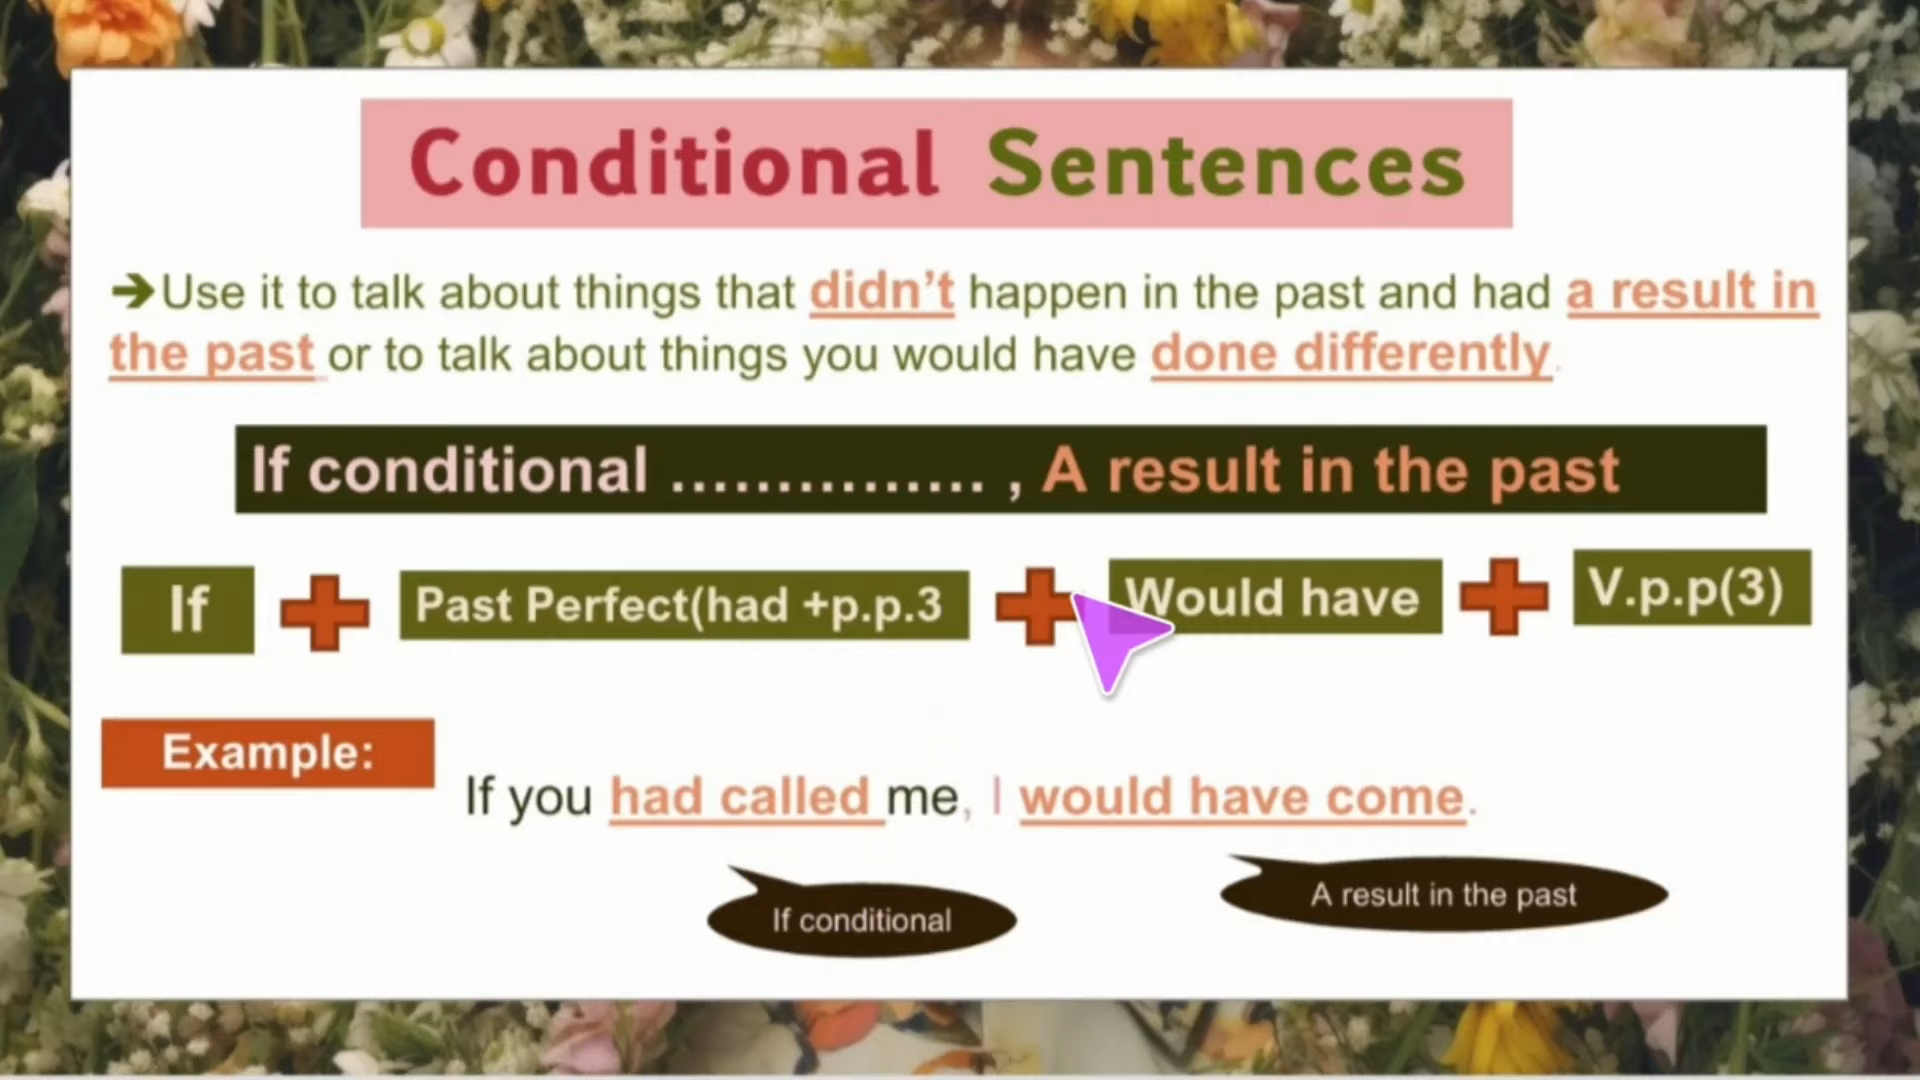 Conditional Sentences
➔Use it to talk about things that didn’t happen in the past and had a result in
the past or to talk about things you would have done differently.
If conditional ............... , A result in the past
If + Past Perfect(had +p.p.3 + Would have + V.p.p(3)
Example:
If you had called me, I would have come.
If conditional
A result in the past